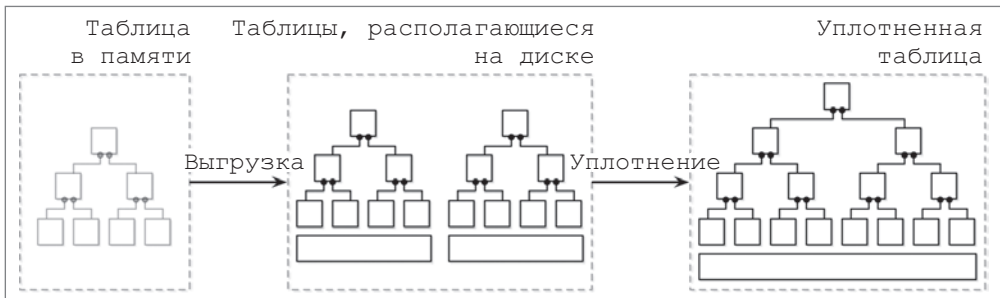 Таблица
в памяти
Таблицы, располагающиеся
на диске
Уплотненная
таблица
Выгрузка
Уплотнение